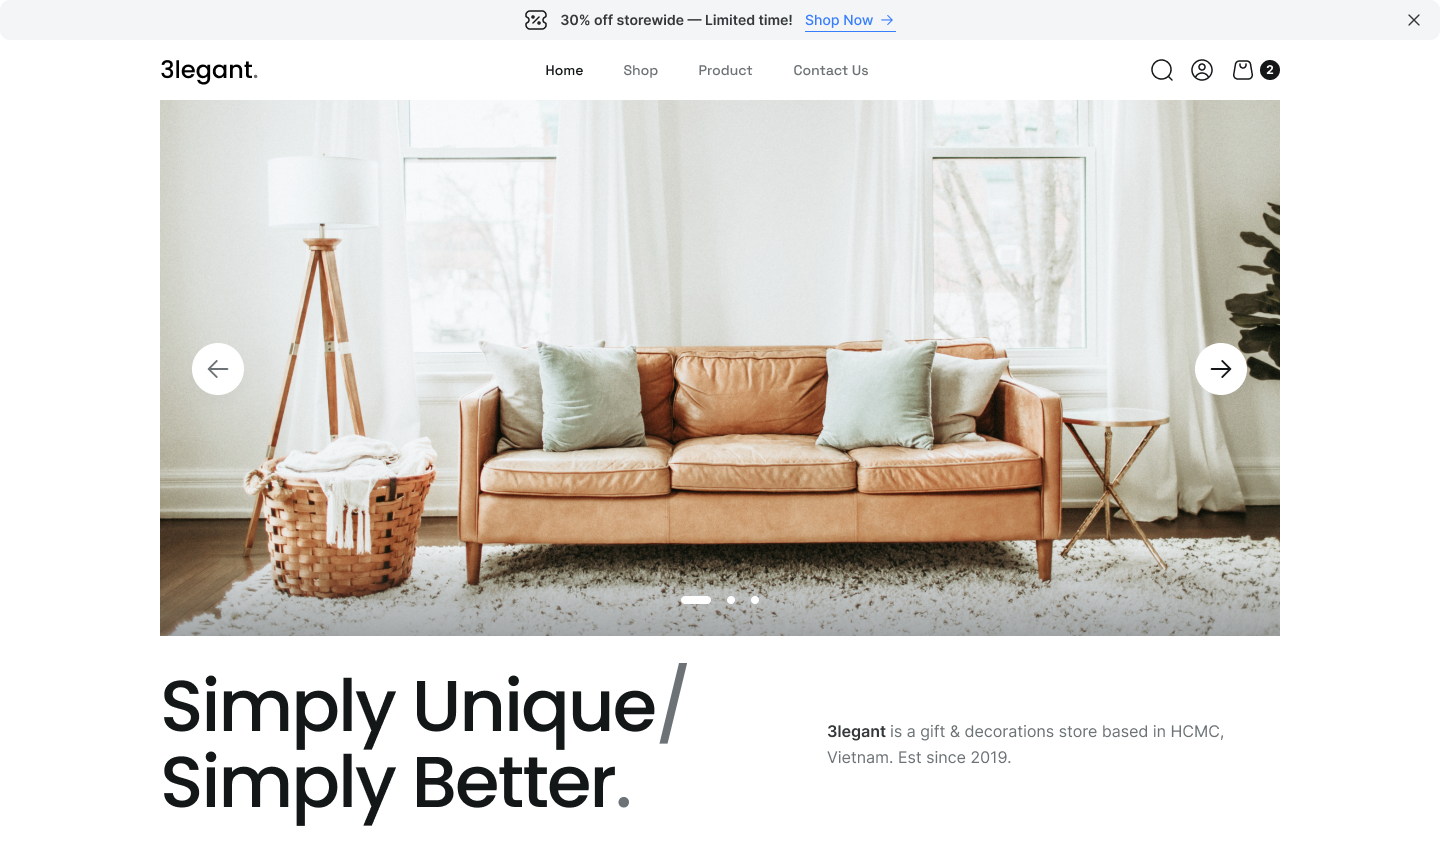 30% off storewide — Limited time! Shop Now →
3legant.
Home Shop Product Contact Us
2
Simply Unique/
Simply Better.
3legant is a gift & decorations store based in HCMC,
Vietnam. Est since 2019.